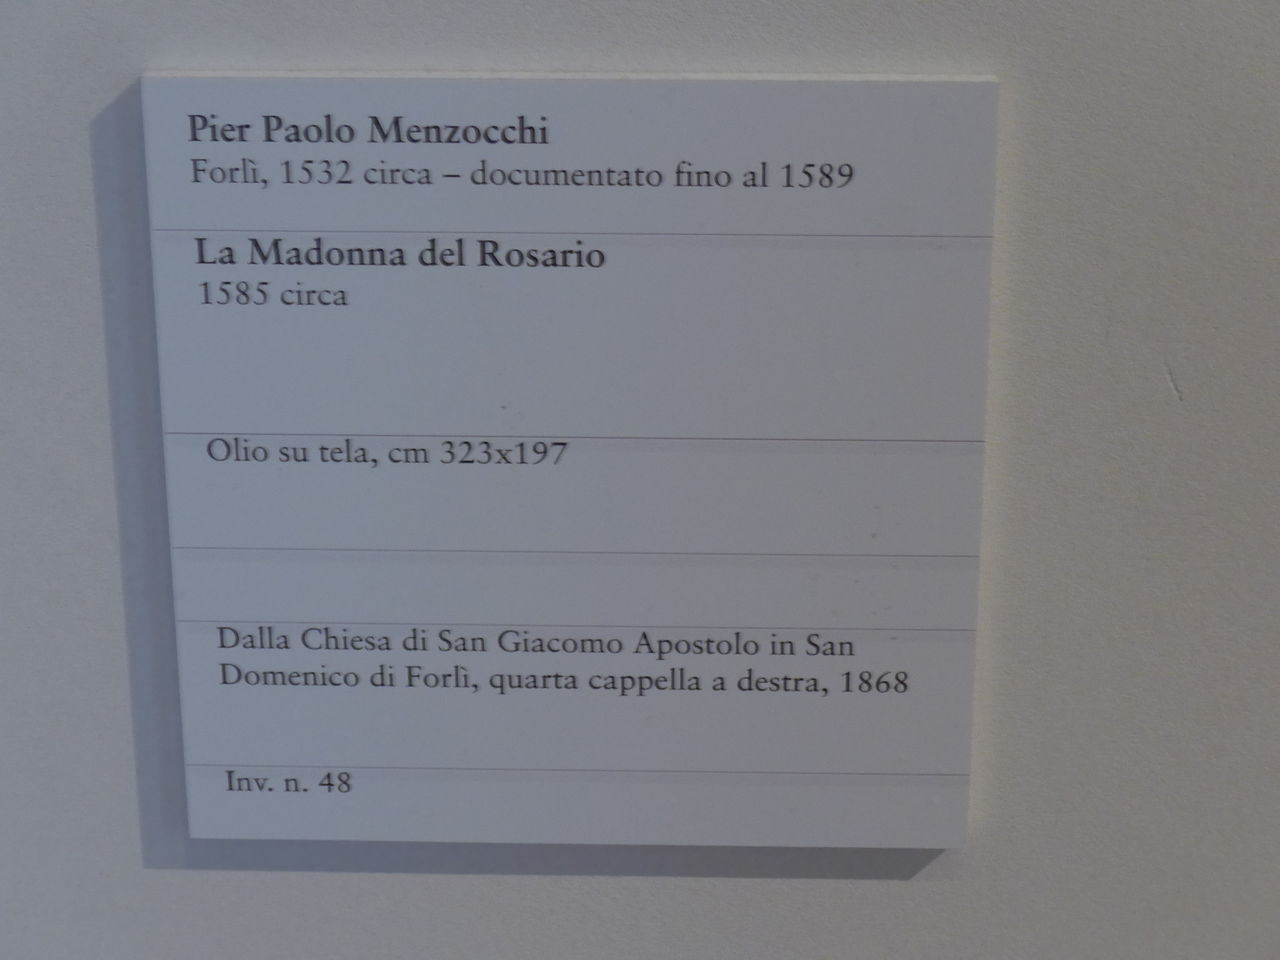 Pier Paolo Menzocchi
Forlì, 1532 circa – documentato fino al 1589
La Madonna del Rosario
1585 circa
Olio su tela, cm 323x197
Dalla Chiesa di San Giacomo Apostolo in San
Domenico di Forlì, quarta cappella a destra, 1868
Inv. n. 48